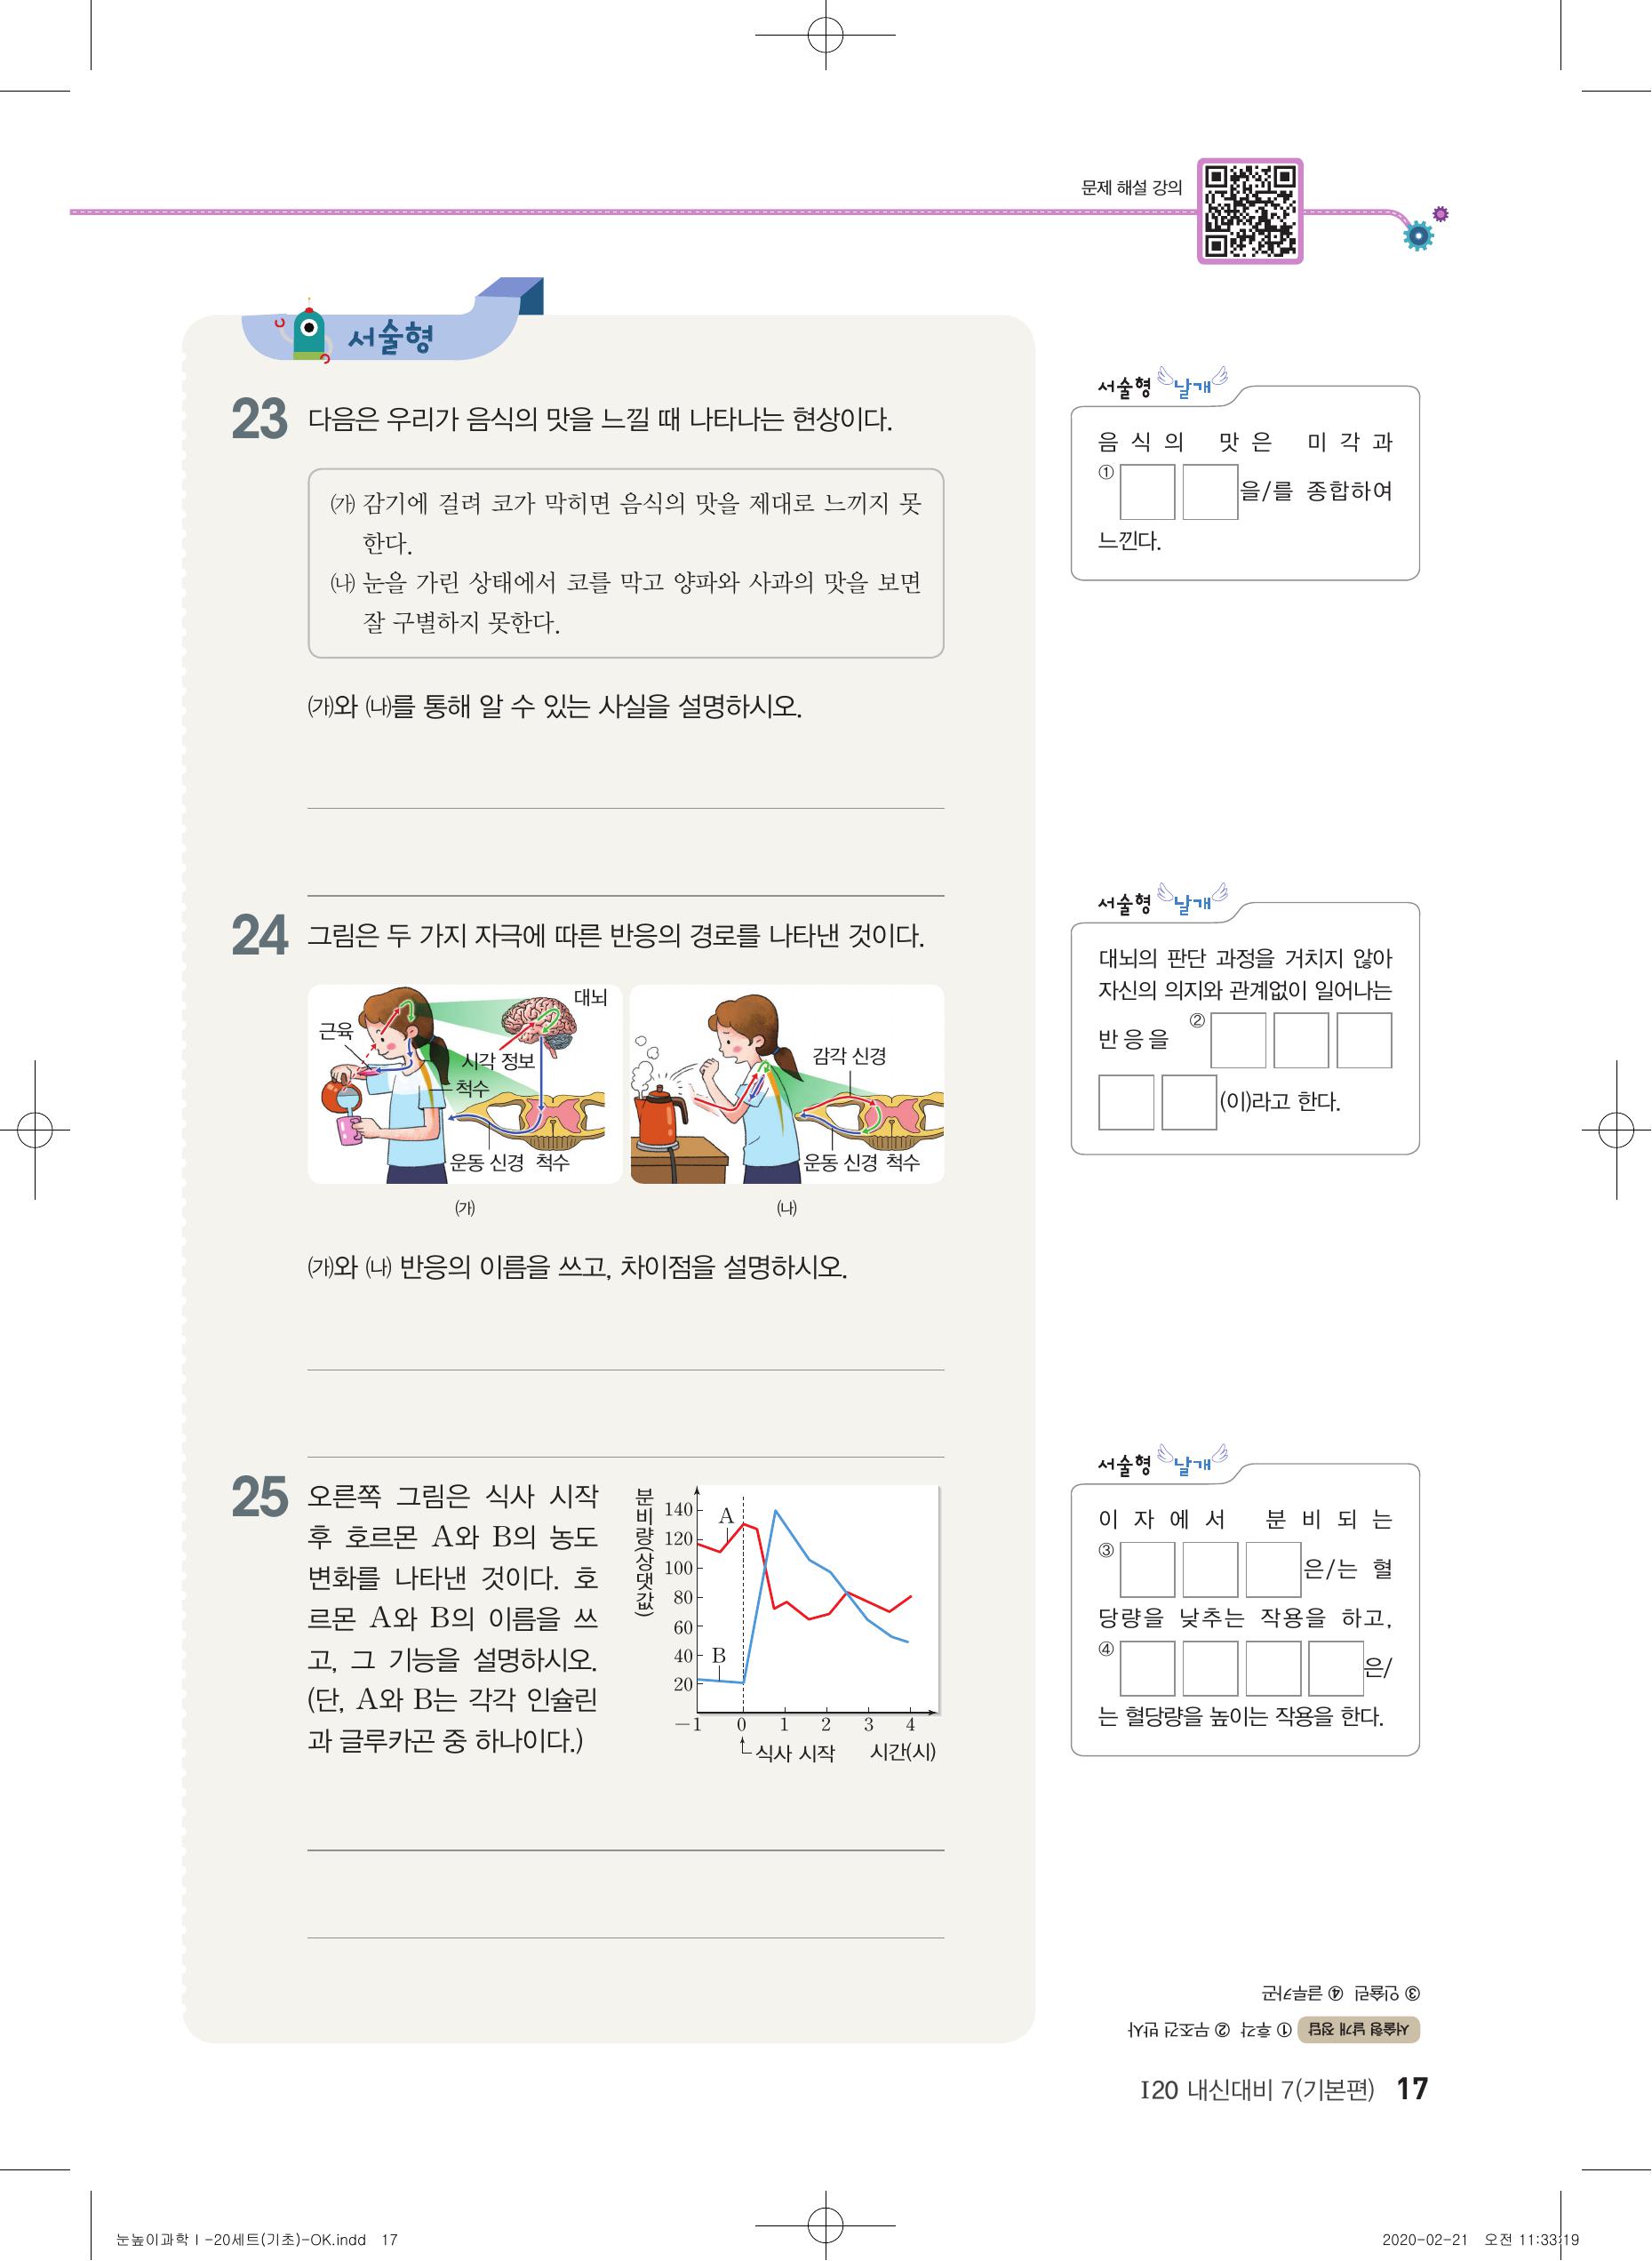 문제 해설 강의
서술형
23 다음은 우리가 음식의 맛을 느낄 때 나타나는 현상이다.
㈎ 감기에 걸려 코가 막히면 음식의 맛을 제대로 느끼지 못
한다.
㈏ 눈을 가린 상태에서 코를 막고 양파와 사과의 맛을 보면
잘 구별하지 못한다.
㈎와 ㈏를 통해 알 수 있는 사실을 설명하시오.
서술형 날개
음식의 맛은 미각과
① 을/를 종합하여
느낀다.
24 그림은 두 가지 자극에 따른 반응의 경로를 나타낸 것이다.
대뇌
근육
시각 정보
척수
운동 신경 척수
㈎
감각 신경
운동 신경 척수
㈏
㈎와 ㈏ 반응의 이름을 쓰고, 차이점을 설명하시오.
서술형 날개
대뇌의 판단 과정을 거치지 않아
자신의 의지와 관계없이 일어나는
반응을 ②
(이)라고 한다.
25 오른쪽 그림은 식사 시작
후 호르몬 A와 B의 농도
변화를 나타낸 것이다. 호
르몬 A와 B의 이름을 쓰
고, 그 기능을 설명하시오.
(단, A와 B는 각각 인슐린
과 글루카곤 중 하나이다.)
분비량(상댓값)
140
120
100
80
60
40
20
A
B
-1 0 1 2 3 4
식사 시작 시간(시)
서술형 날개
이자에서 분비되는
③ 은/는 혈
당량을 낮추는 작용을 하고,
④ 은/
는 혈당량을 높이는 작용을 한다.
서술형 날개 정답 ① 후각 ② 무조건 반사
③ 인슐린 ④ 글루카곤
I20 내신대비 7(기본편) 17
눈높이과학 I -20세트(기초)-OK.indd 17
2020-02-21 오전 11:33:19